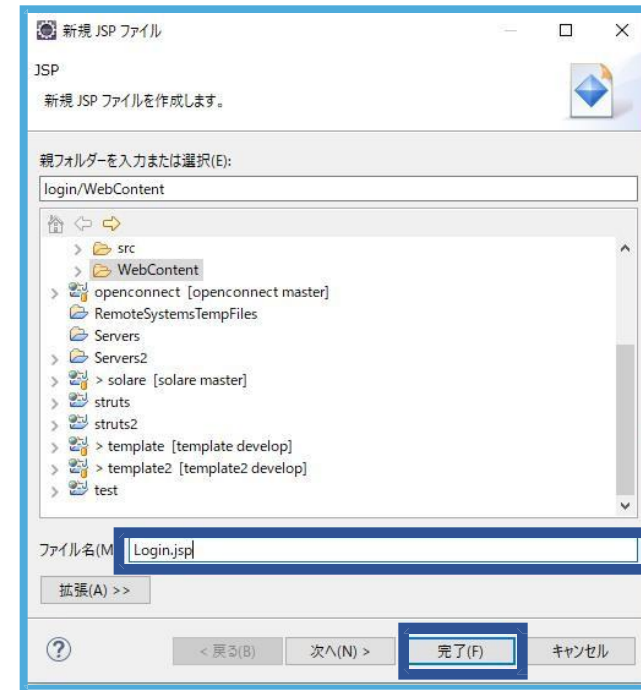 新規 JSP ファイル
JSP
新規 JSP ファイルを作成します。
親フォルダーを入力または選択(E):
login/WebContent
src
WebContent
openconnect [openconnect master]
RemoteSystemsTempFiles
Servers
Servers2
> solare [solare master]
struts
struts2
> template [template develop]
> template2 [template2 develop]
test
ファイル名(M Login.jsp
拡張(A) >>
< 戻る(B) 次へ(N) > 完了(F) キャンセル